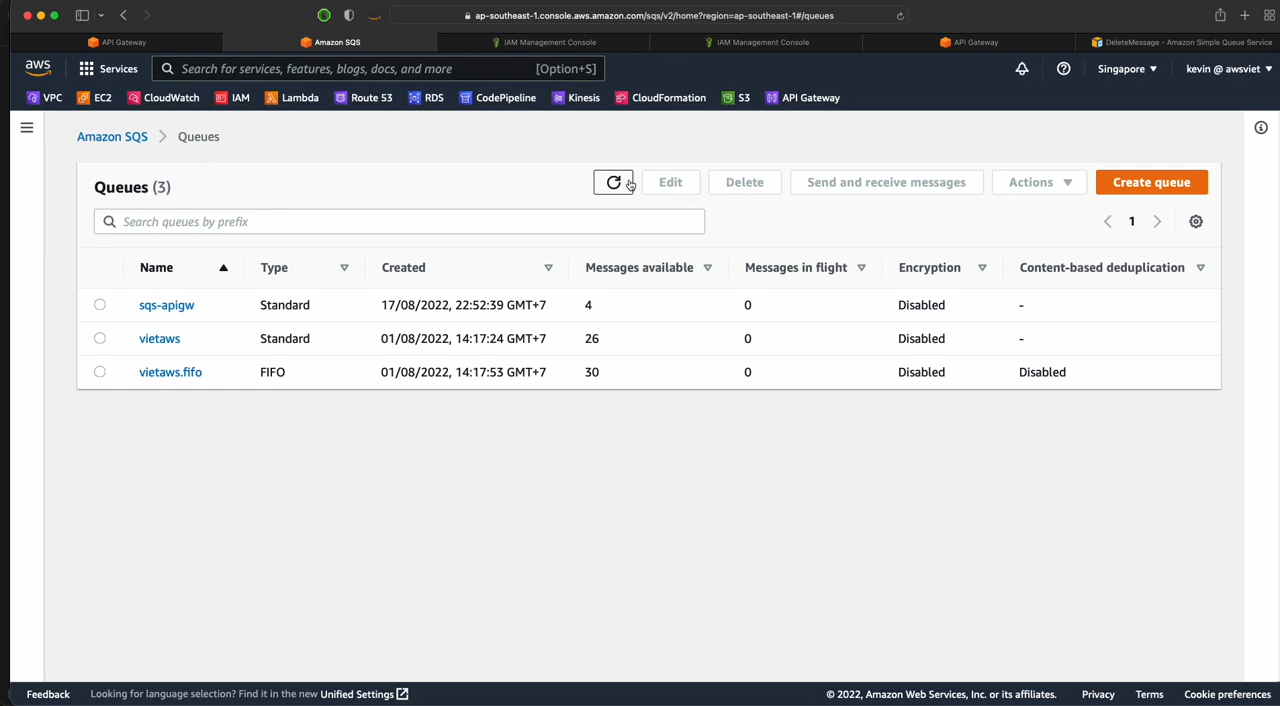 ap-southeast-1.console.aws.amazon.com/sqs/v2/home?region=ap-southeast-1#/queues
API Gateway
Amazon SQS
IAM Management Console
IAM Management Console
API Gateway
DeleteMessage - Amazon Simple Queue Service
aws
Services
Search for services, features, blogs, docs, and more
[Option+S]
Singapore
kevin @ awsviet
VPC
EC2
CloudWatch
IAM
Lambda
Route 53
RDS
CodePipeline
Kinesis
CloudFormation
S3
API Gateway
Amazon SQS
Queues
Queues (3)
Edit
Delete
Send and receive messages
Actions
Create queue
Search queues by prefix
1
Name Type Created Messages available Messages in flight Encryption Content-based deduplication
sqs-apigw Standard 17/08/2022, 22:52:39 GMT+7 4 0 Disabled -
vietaws Standard 01/08/2022, 14:17:24 GMT+7 26 0 Disabled -
vietaws.fifo FIFO 01/08/2022, 14:17:53 GMT+7 30 0 Disabled Disabled
Feedback
Looking for language selection? Find it in the new Unified Settings
© 2022, Amazon Web Services, Inc. or its affiliates.
Privacy
Terms
Cookie preferences